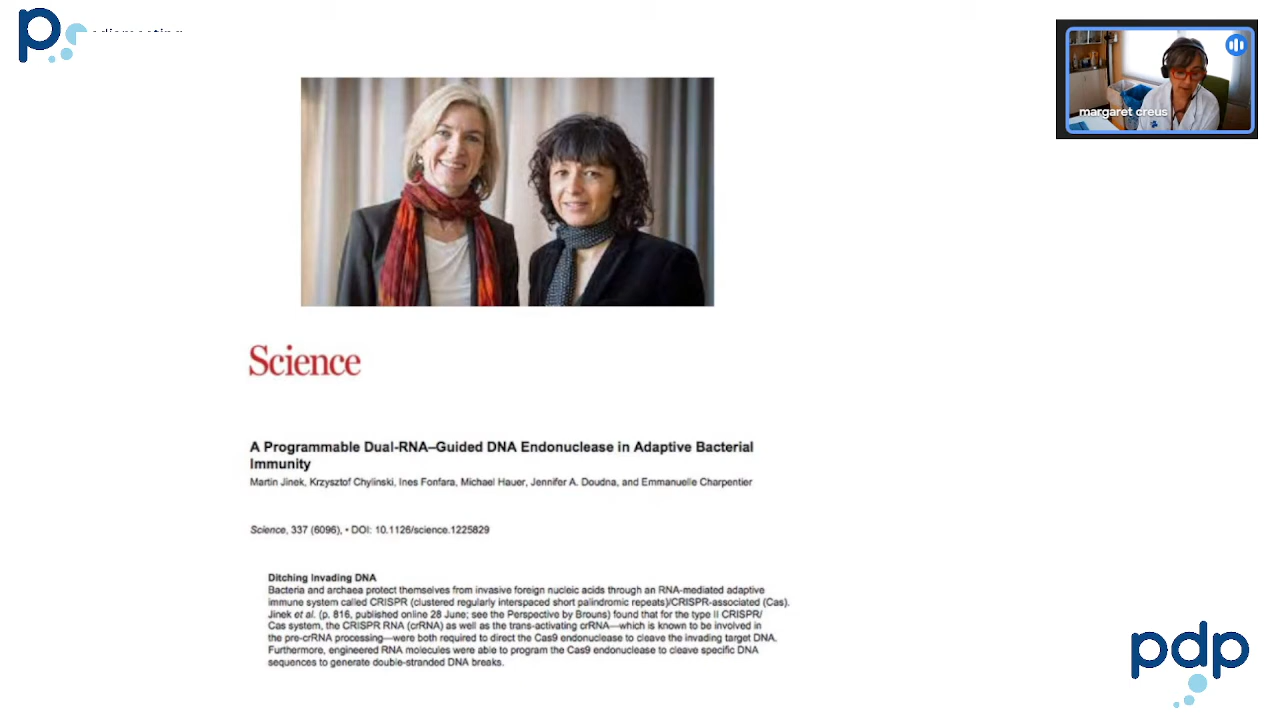 p
margaret creus
Science
A Programmable Dual-RNA–Guided DNA Endonuclease in Adaptive Bacterial
Immunity
Martin Jinek, Krzysztof Chylinski, Ines Fonfara, Michael Hauer, Jennifer A. Doudna, and Emmanuelle Charpentier
Science, 337 (6096), • DOI: 10.1126/science.1225829
Ditching Invading DNA
Bacteria and archaea protect themselves from invasive foreign nucleic acids through an RNA-mediated adaptive
immune system called CRISPR (clustered regularly interspaced short palindromic repeats)/CRISPR-associated (Cas).
Jinek et al. (p. 816, published online 28 June; see the Perspective by Brouns) found that for the type II CRISPR/
Cas system, the CRISPR RNA (crRNA) as well as the trans-activating crRNA—which is known to be involved in
the pre-crRNA processing—were both required to direct the Cas9 endonuclease to cleave the invading target DNA.
Furthermore, engineered RNA molecules were able to program the Cas9 endonuclease to cleave specific DNA
sequences to generate double-stranded DNA breaks.
pdp